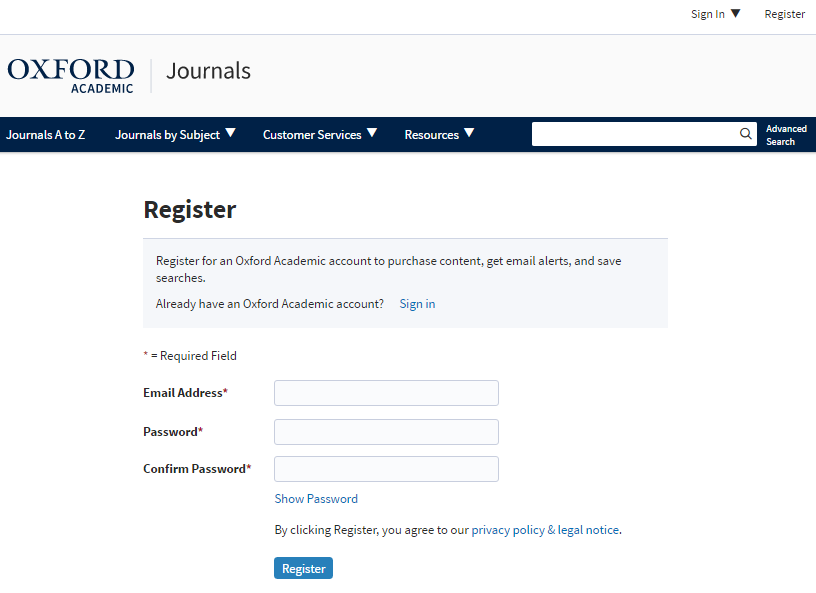 Sign In ▼ Register
OXFORD
ACADEMIC
Journals
Journals A to Z Journals by Subject ▼ Customer Services ▼ Resources ▼ Advanced
Search
Register
Register for an Oxford Academic account to purchase content, get email alerts, and save
searches.
Already have an Oxford Academic account? Sign in
* = Required Field
Email Address*
Password*
Confirm Password*
Show Password
By clicking Register, you agree to our privacy policy & legal notice.
Register